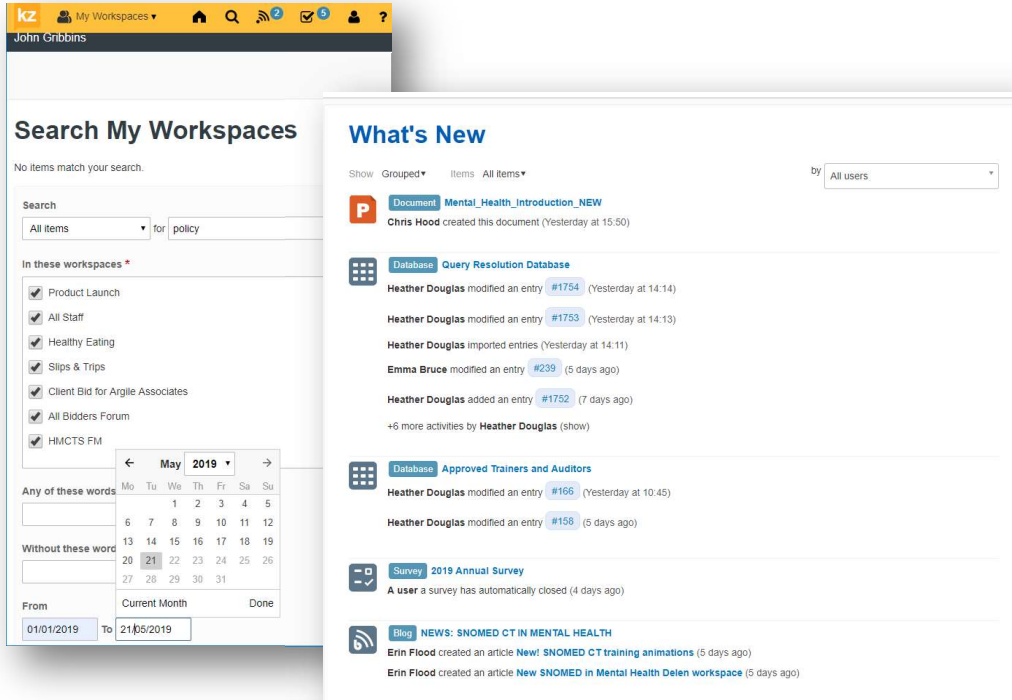 kz My Workspaces ▾ 2 5 ?
John Gribbins
Search My Workspaces
No items match your search.
Search
All items ▾ for policy
In these workspaces *
Product Launch
All Staff
Healthy Eating
Slips & Trips
Client Bid for Argile Associates
All Bidders Forum
HMCTS FM
Any of these words
Without these word
← May 2019 ▾ →
Mo Tu We Th Fr Sa Su
1 2 3 4 5
6 7 8 9 10 11 12
13 14 15 16 17 18 19
20 21 22 23 24 25 26
27 28 29 30 31
Current Month Done
From
01/01/2019 To 21/05/2019
What's New
Show Grouped▾ Items All items▾ by All users
P
Document Mental_Health_Introduction_NEW
Chris Hood created this document (Yesterday at 15:50)
Database Query Resolution Database
Heather Douglas modified an entry #1754 (Yesterday at 14:14)
Heather Douglas modified an entry #1753 (Yesterday at 14:13)
Heather Douglas imported entries (Yesterday at 14:11)
Emma Bruce modified an entry #239 (5 days ago)
Heather Douglas added an entry #1752 (7 days ago)
+6 more activities by Heather Douglas (show)
Database Approved Trainers and Auditors
Heather Douglas modified an entry #166 (Yesterday at 10:45)
Heather Douglas modified an entry #158 (5 days ago)
Survey 2019 Annual Survey
A user a survey has automatically closed (4 days ago)
Blog NEWS: SNOMED CT IN MENTAL HEALTH
Erin Flood created an article New! SNOMED CT training animations (5 days ago)
Erin Flood created an article New SNOMED in Mental Health Delen workspace (5 days ago)